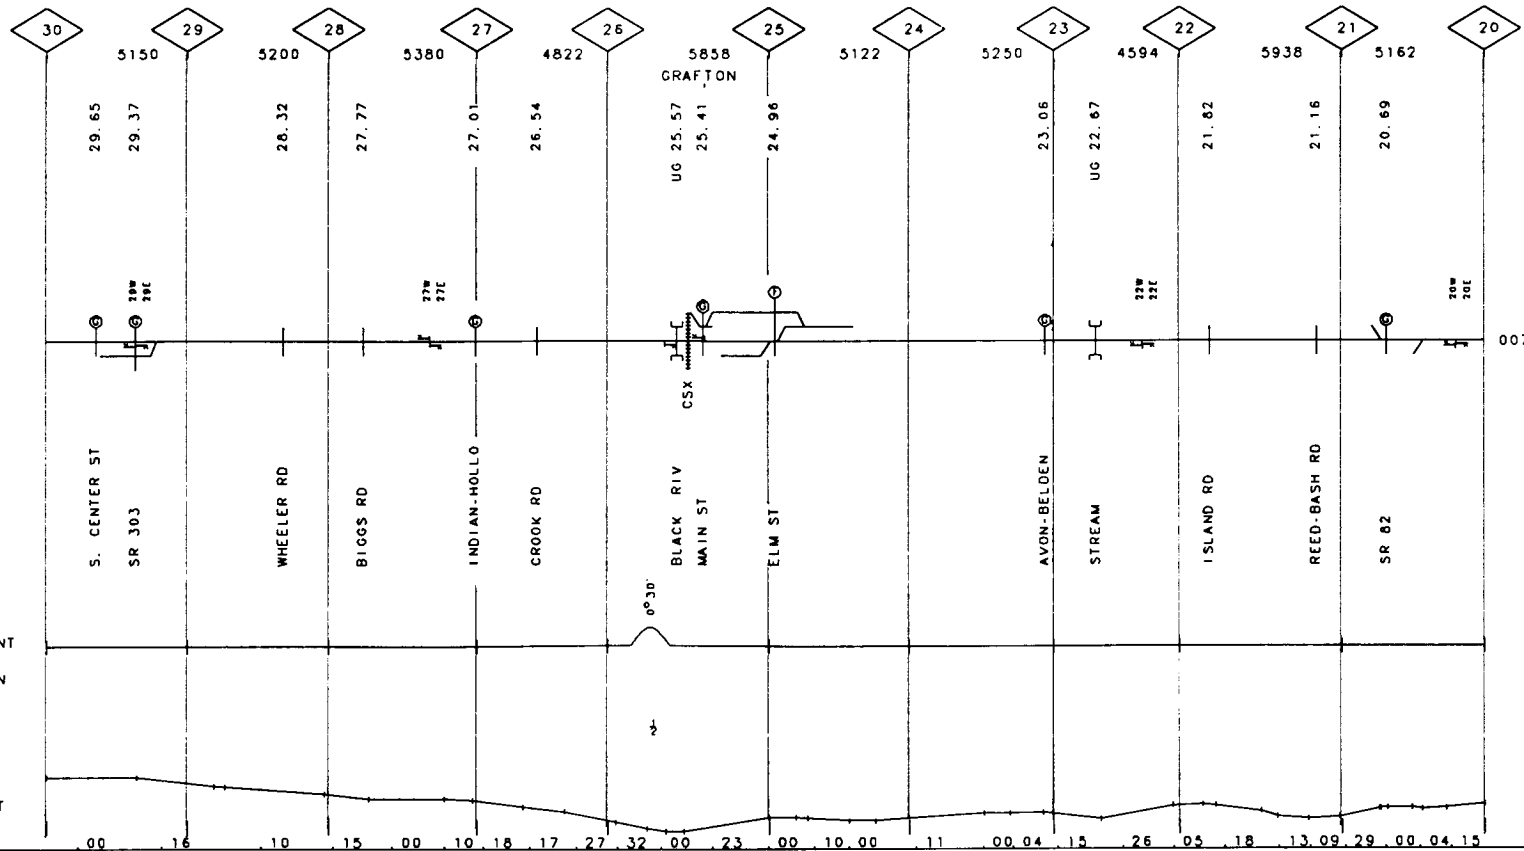 30 29 28 27 26 25 24 23 22 21 20
5150 5200 5380 4822 5858 5122 5250 4594 5938 5162
GRAFTON
29.65
29.37
28.32
27.77
27.01
26.54
UG 25.57
25.41
24.96
23.06
UG 22.67
21.82
21.16
20.69
29W
29E
27W
27E
22W
22E
20W
20E
G
G
G
G
T
G
G
007
CSX
S. CENTER ST
SR 303
WHEELER RD
BIGGS RD
INDIAN-HOLLO
CROOK RD
BLACK RIV
MAIN ST
ELM ST
AVON-BELDEN
STREAM
ISLAND RD
REED-BASH RD
SR 82
0°30'
NT
N
1/2
T
.00 .16 .10 .15 .00 .10 .18 .17 .27 .32 .00 .23 .00 .10 .00 .11 .00 .04 .15 .26 .05 .18 .13 .09 .29 .00 .04 .15